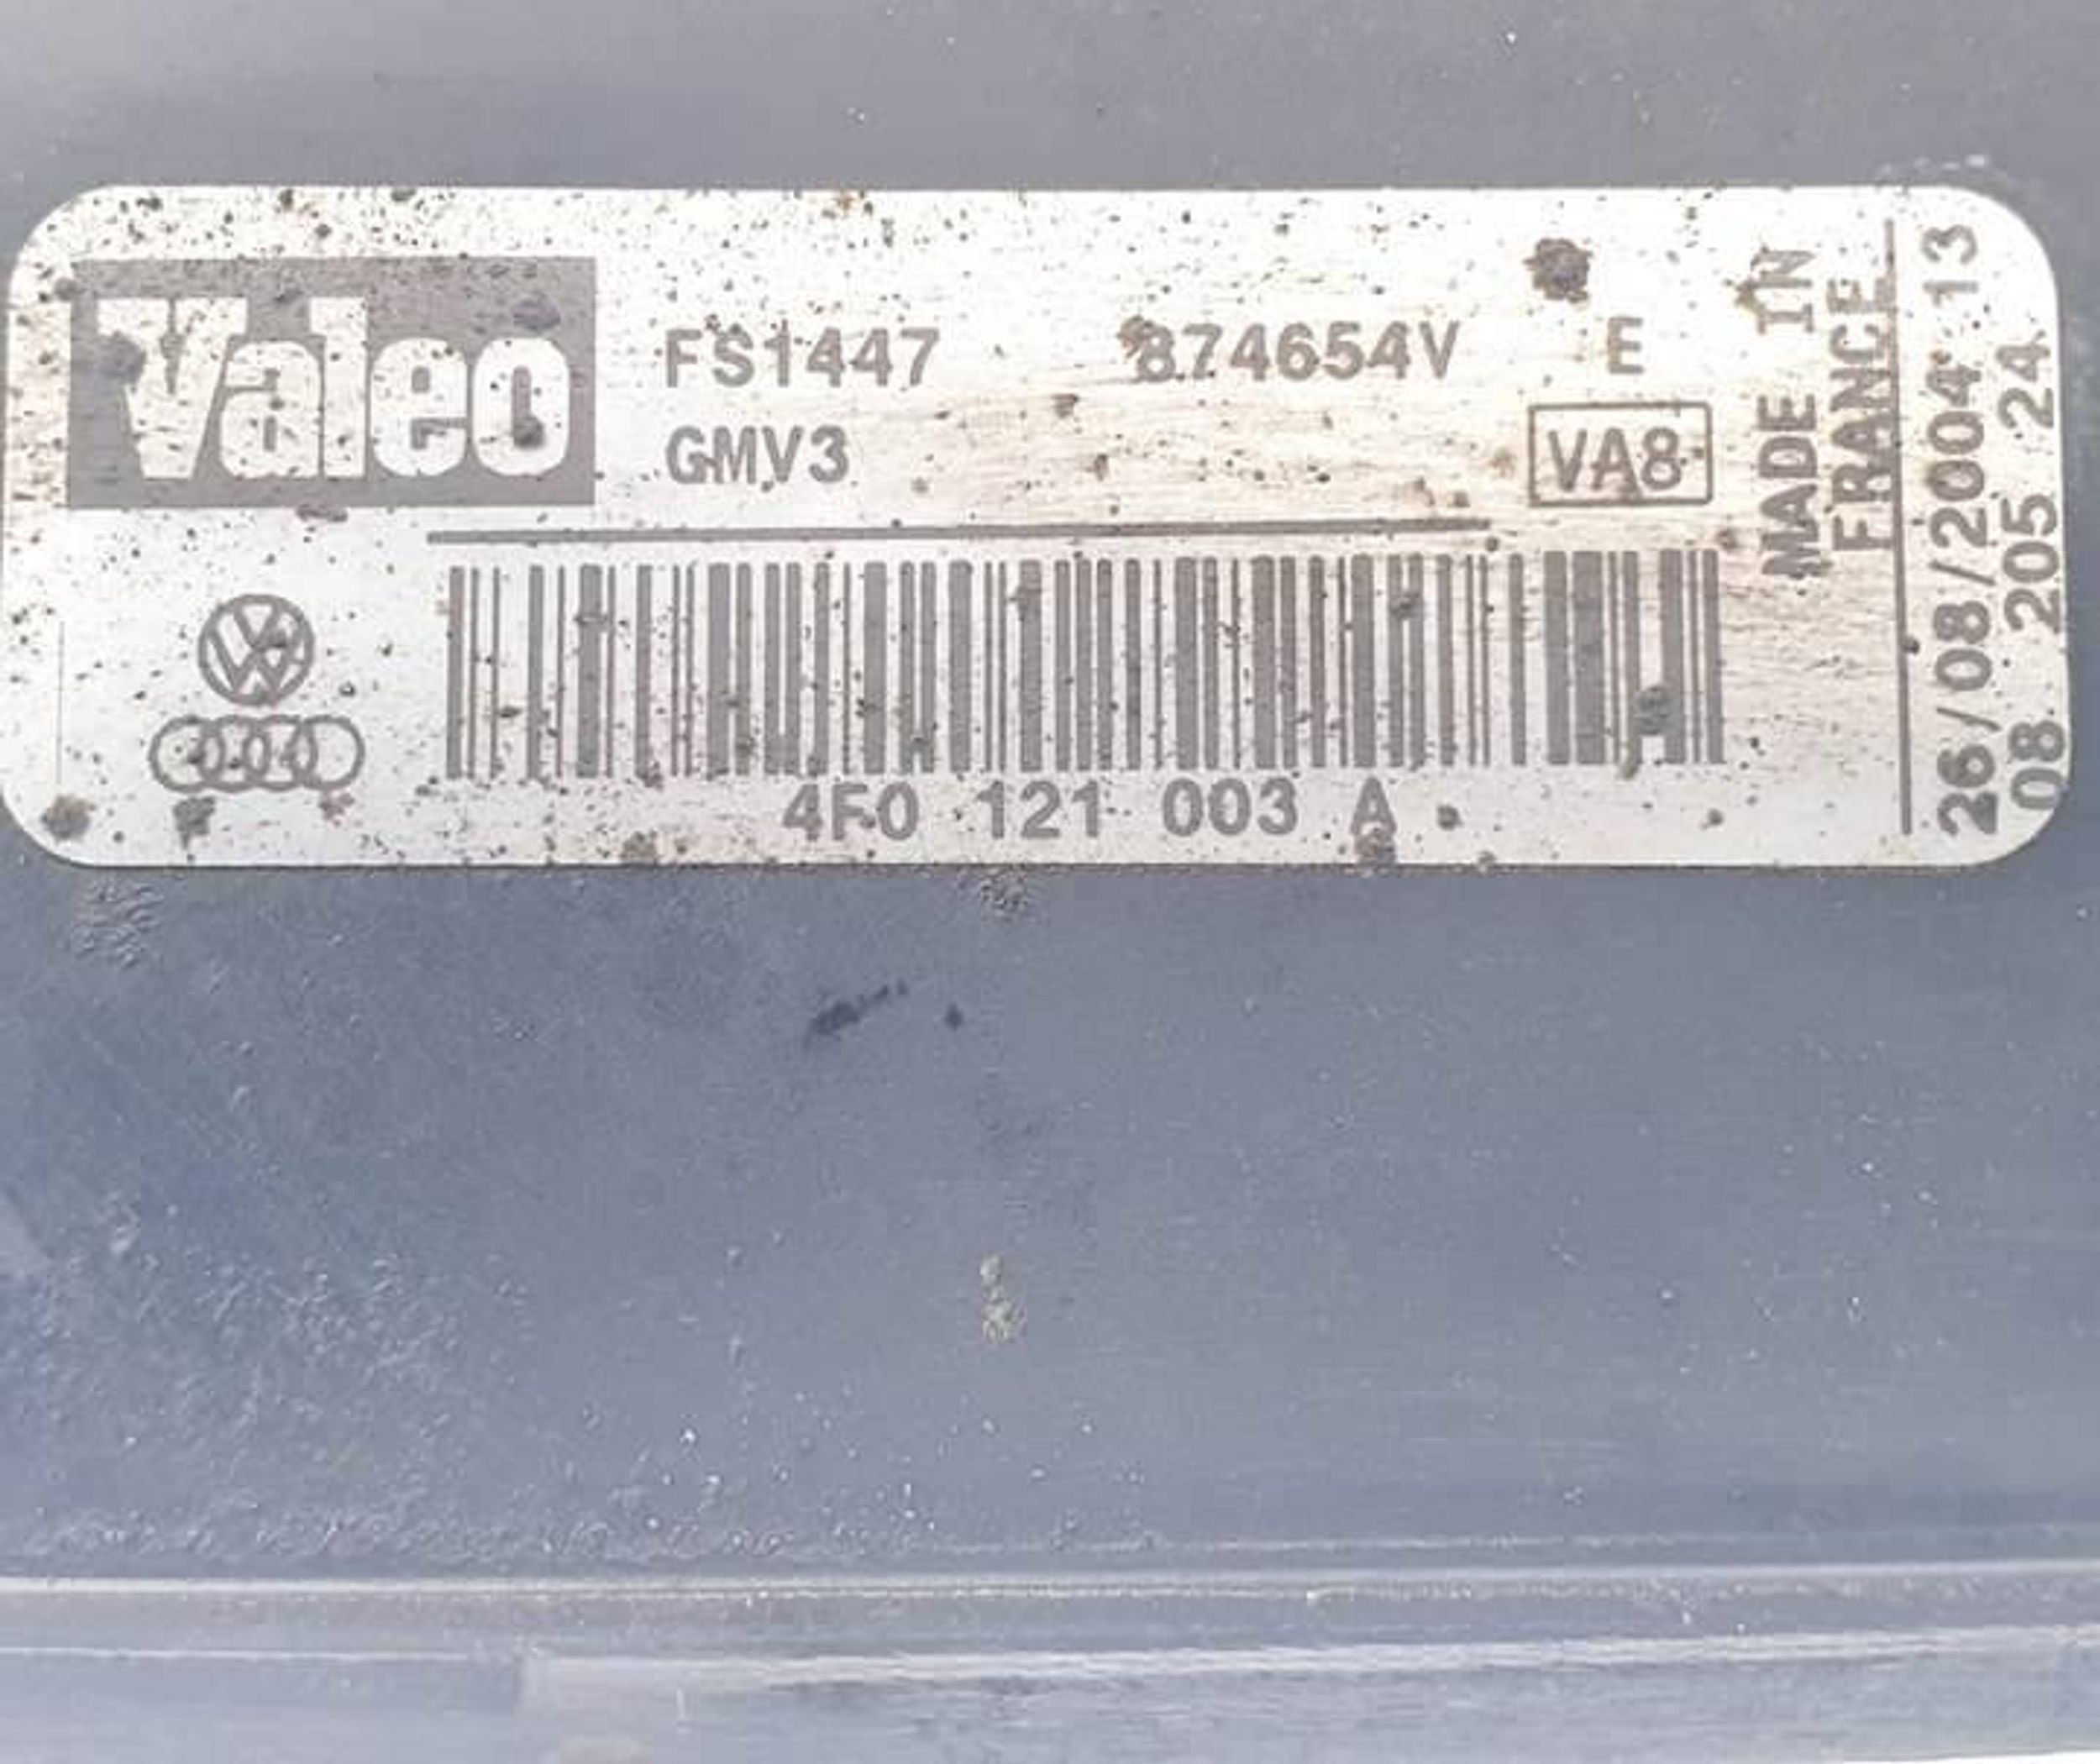 Valeo
FS1447 874654V E
GMV3 VA8
4F0 121 003 A
MADE IN
FRANCE
26/08/2004 13
08 205 24